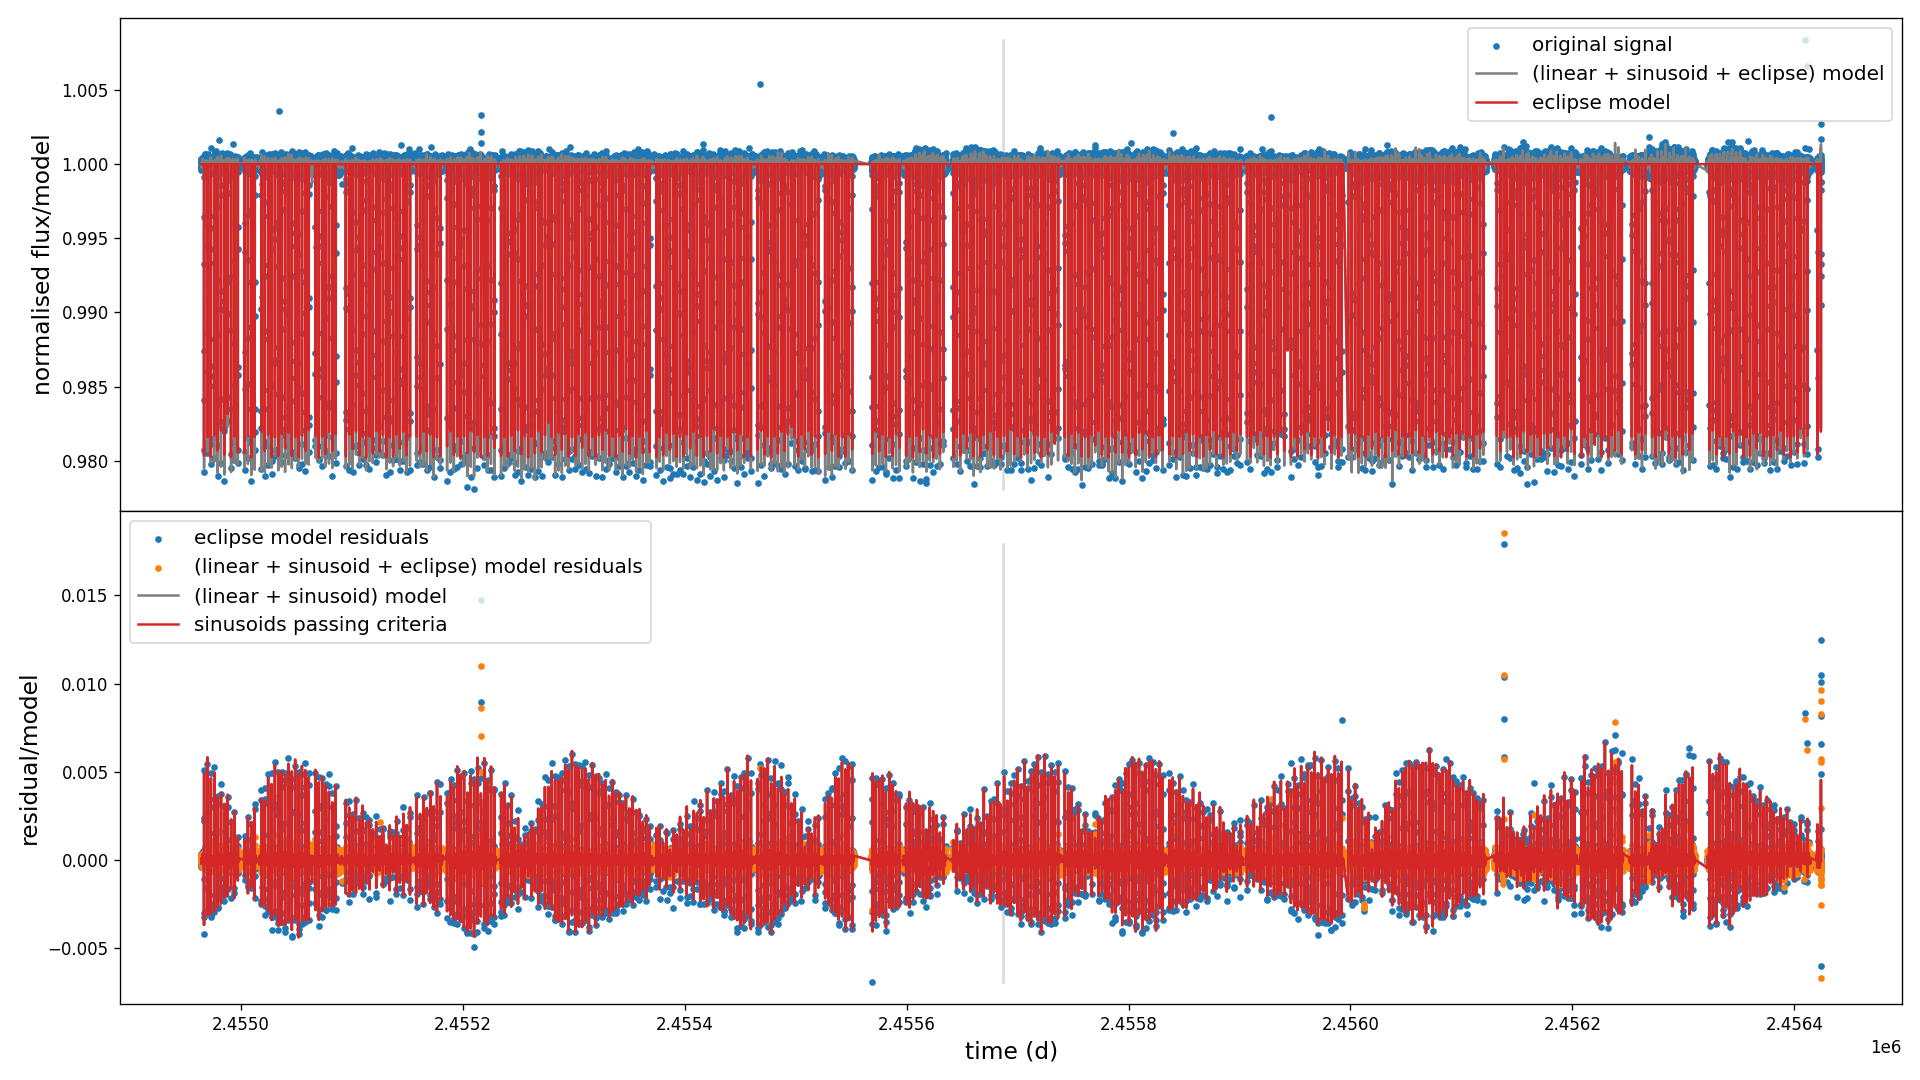 original signal
(linear + sinusoid + eclipse) model
eclipse model
normalised flux/model
1.005
1.000
0.995
0.990
0.985
0.980
eclipse model residuals
(linear + sinusoid + eclipse) model residuals
(linear + sinusoid) model
sinusoids passing criteria
residual/model
0.015
0.010
0.005
0.000
−0.005
2.4550
2.4552
2.4554
2.4556
2.4558
2.4560
2.4562
2.4564
time (d)
1e6